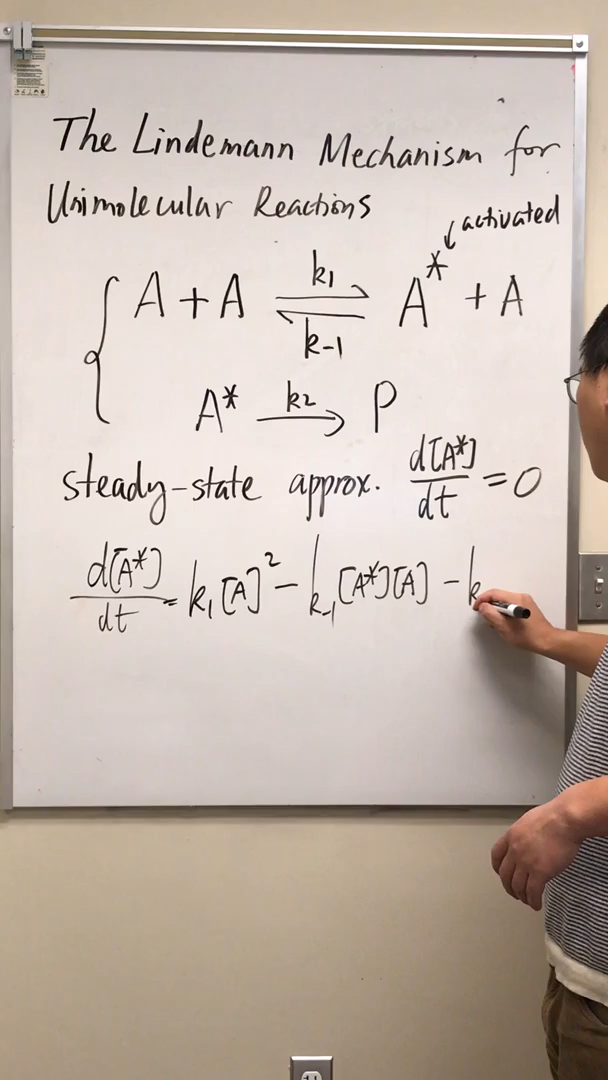 The Lindemann Mechanism for
Unimolecular Reactions
activated
A + A ⇌ A* + A
k1
k-1
A* → P
k2
steady-state approx. d[A*]/dt = 0
d[A*]/dt = k1[A]² - k-1[A*][A] - k